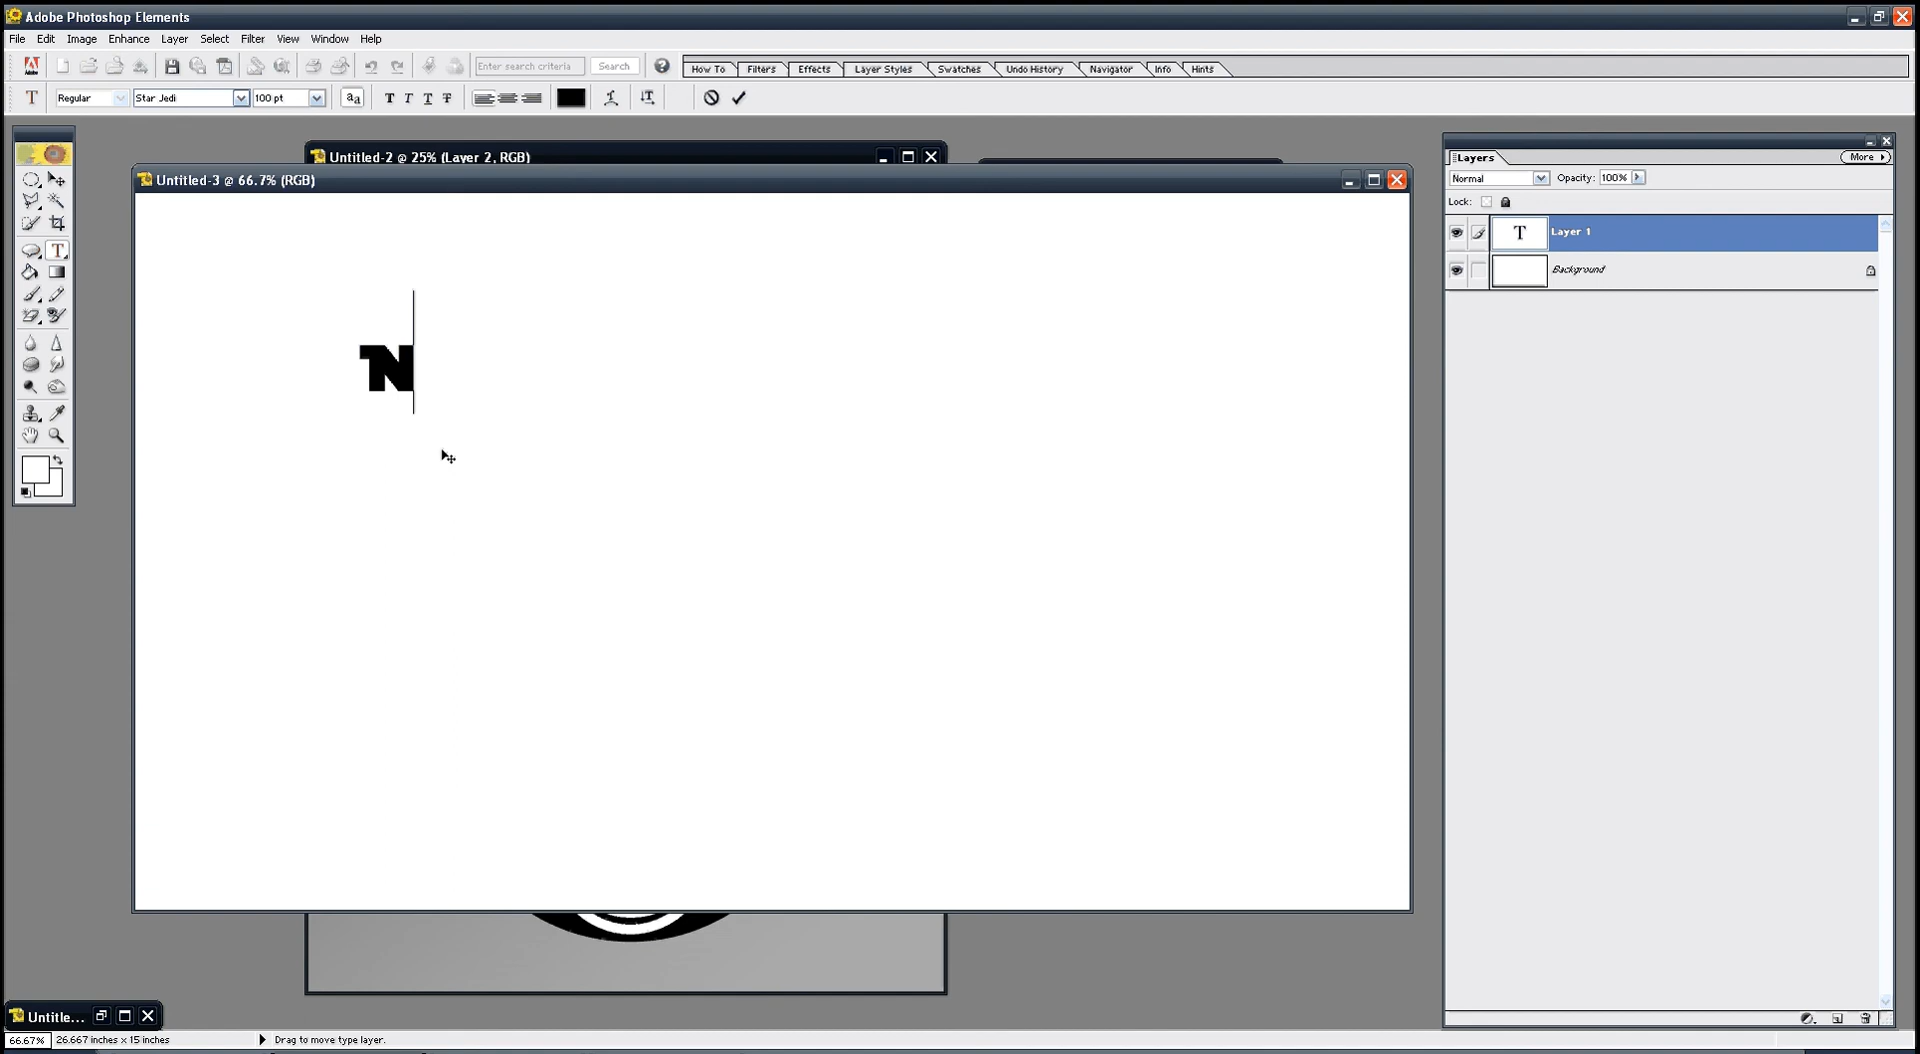 Adobe Photoshop Elements
File Edit Image Enhance Layer Select Filter View Window Help
Adobe Enter search criteria Search ? How To Filters Effects Layer Styles Swatches Undo History Navigator Info Hints
T Regular Star Jedi 100 pt aa T T T T T
Untitled-2 @ 25% (Layer 2, RGB)
Untitled-3 @ 66.7% (RGB)
Layers More
Normal Opacity: 100%
Lock:
T Layer 1
Background
T
N
Untitle...
66.67% 26.667 inches x 15 inches Drag to move type layer.